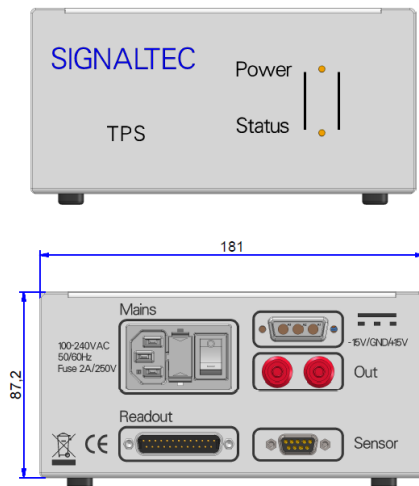 SIGNALTEC
Power
TPS
Status
181
87,2
Mains
100-240VAC
50/60Hz
Fuse 2A/250V
-15V/GND/+15V
Out
Readout
CE
Sensor